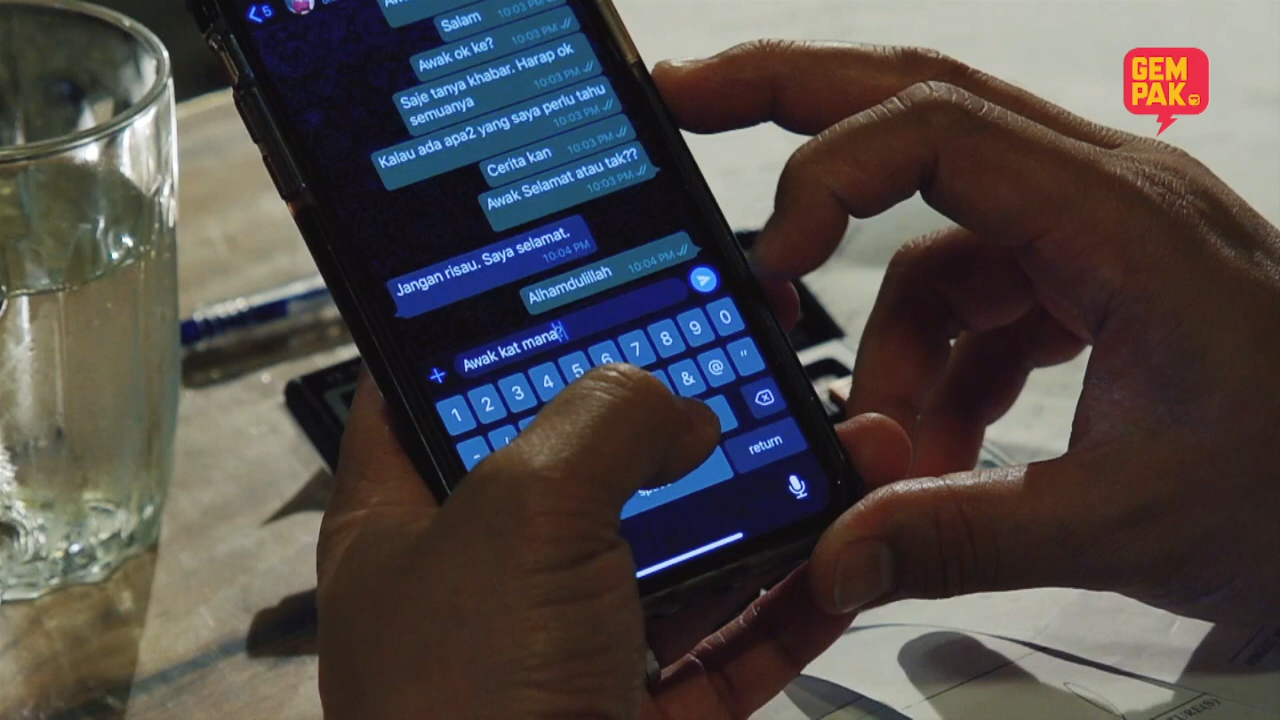 5
Salam 10:03 PM
Awak ok ke? 10:03 PM
Saje tanya khabar. Harap ok
semuanya 10:03 PM
Kalau ada apa2 yang saya perlu tahu
10:03 PM
Cerita kan 10:03 PM
Awak Selamat atau tak??
10:03 PM
Jangan risau. Saya selamat.
10:04 PM
Alhamdulillah 10:04 PM
Awak kat mana?
1 2 3 4 5 6 7 8 9 0
& @ "
return
GEM
PAK